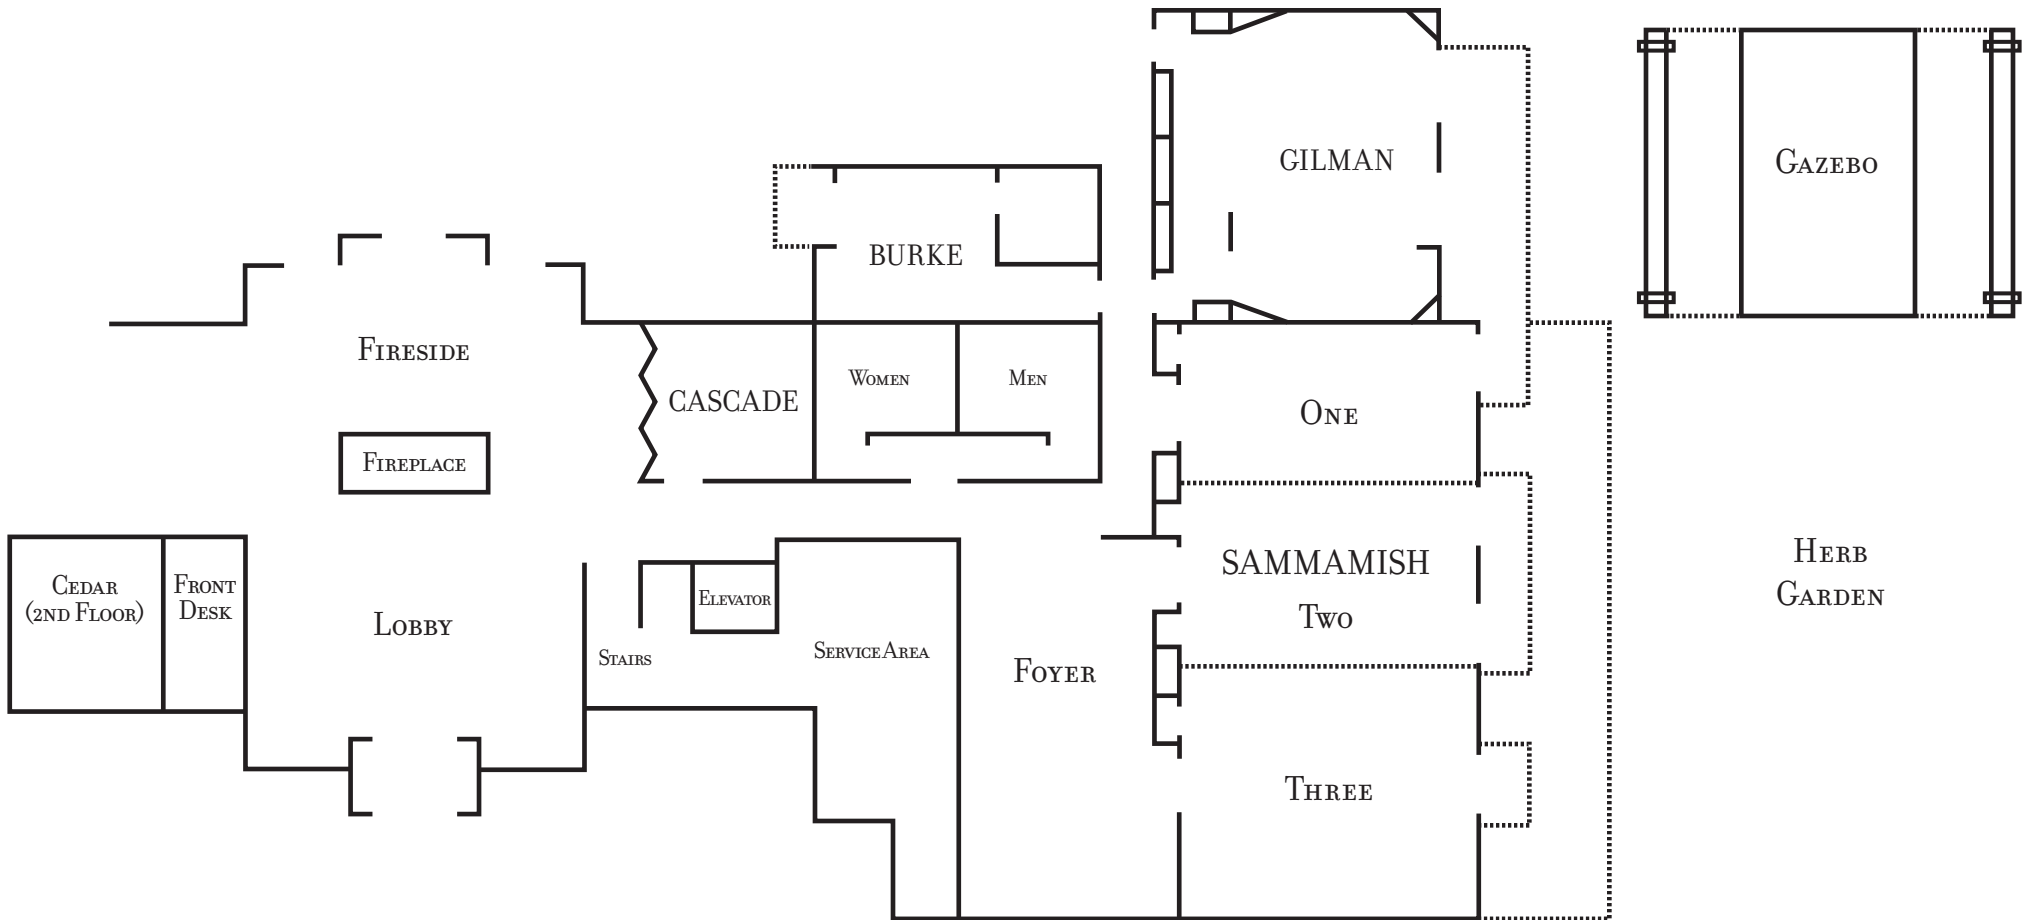 GILMAN
GAZEBO
BURKE
FIRESIDE
WOMEN
MEN
CASCADE
ONE
FIREPLACE
HERB
GARDEN
SAMMAMISH
TWO
CEDAR
(2ND FLOOR)
FRONT
DESK
ELEVATOR
LOBBY
STAIRS
SERVICE AREA
FOYER
THREE